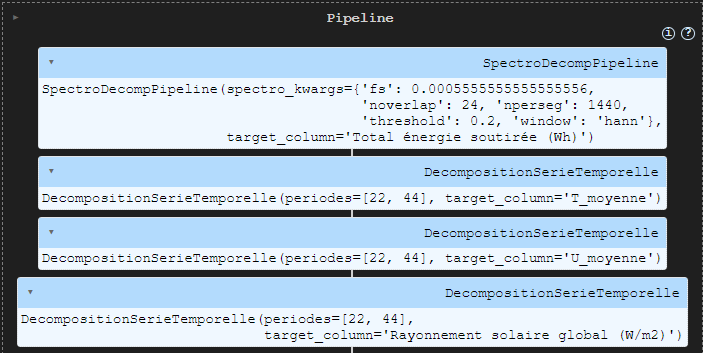 Pipeline
i ?
SpectroDecompPipeline
SpectroDecompPipeline(spectro_kwargs={'fs': 0.0005555555555555556,
'noverlap': 24, 'nperseg': 1440,
'threshold': 0.2, 'window': 'hann'},
target_column='Total énergie soutirée (Wh)')
DecompositionSerieTemporelle
DecompositionSerieTemporelle(periodes=[22, 44], target_column='T_moyenne')
DecompositionSerieTemporelle
DecompositionSerieTemporelle(periodes=[22, 44], target_column='U_moyenne')
DecompositionSerieTemporelle
DecompositionSerieTemporelle(periodes=[22, 44],
target_column='Rayonnement solaire global (W/m2)')